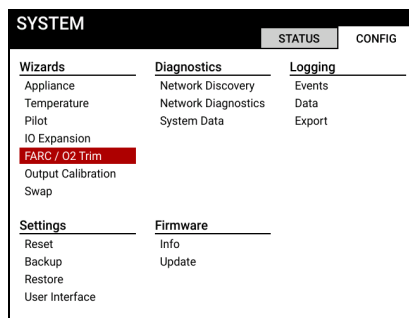 SYSTEM
STATUS
CONFIG
Wizards
Appliance
Temperature
Pilot
IO Expansion
FARC / O2 Trim
Output Calibration
Swap
Diagnostics
Network Discovery
Network Diagnostics
System Data
Logging
Events
Data
Export
Settings
Reset
Backup
Restore
User Interface
Firmware
Info
Update